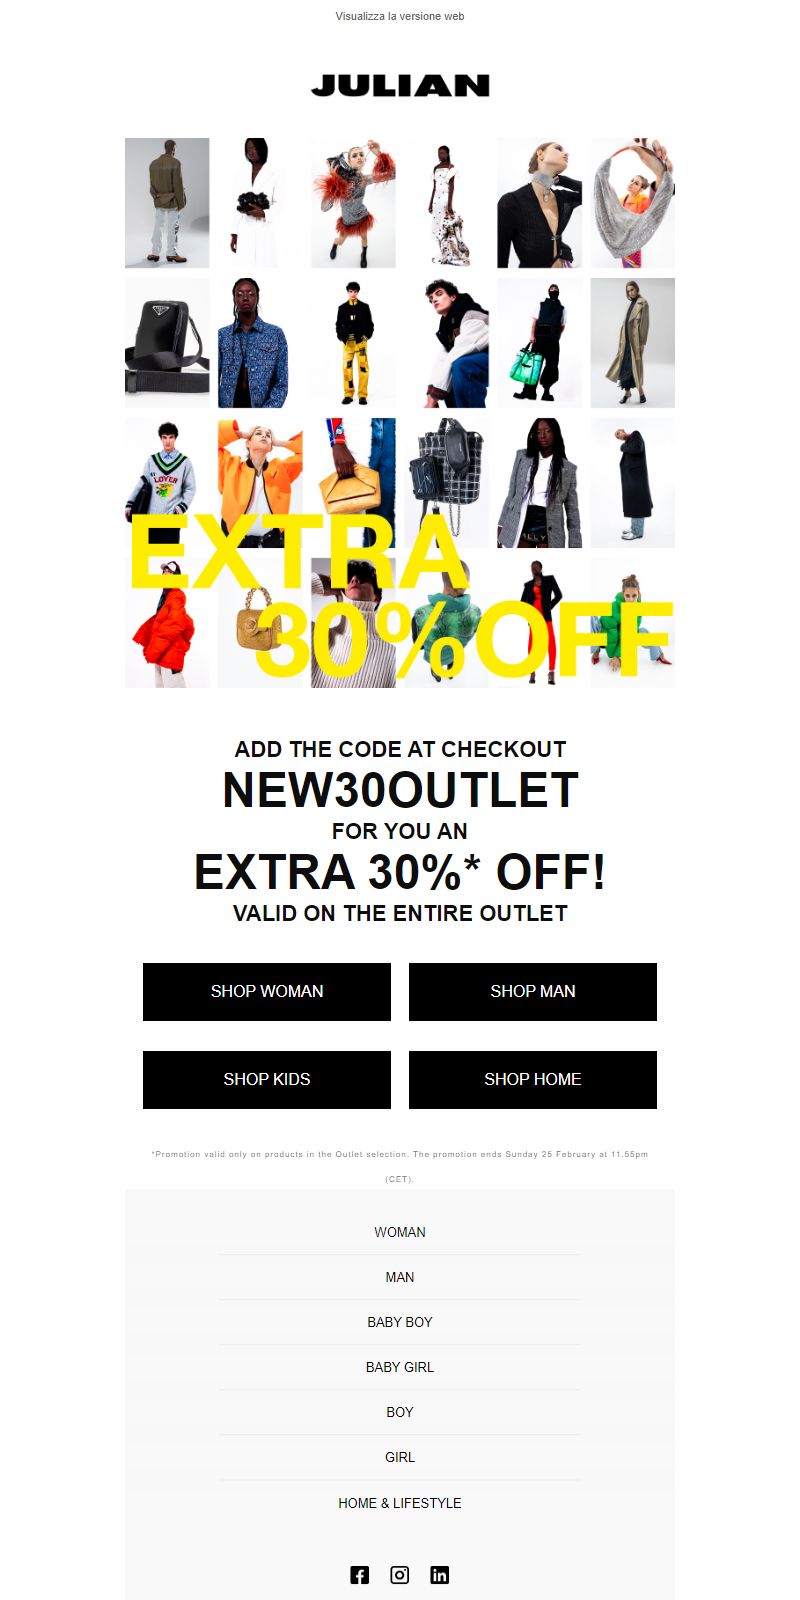 Visualizza la versione web
JULIAN
LOVER
EXTRA
30%OFF
ADD THE CODE AT CHECKOUT
NEW30OUTLET
FOR YOU AN
EXTRA 30%* OFF!
VALID ON THE ENTIRE OUTLET
SHOP WOMAN
SHOP MAN
SHOP KIDS
SHOP HOME
*Promotion valid only on products in the Outlet selection. The promotion ends Sunday 25 February at 11.55pm
(CET).
WOMAN
MAN
BABY BOY
BABY GIRL
BOY
GIRL
HOME & LIFESTYLE